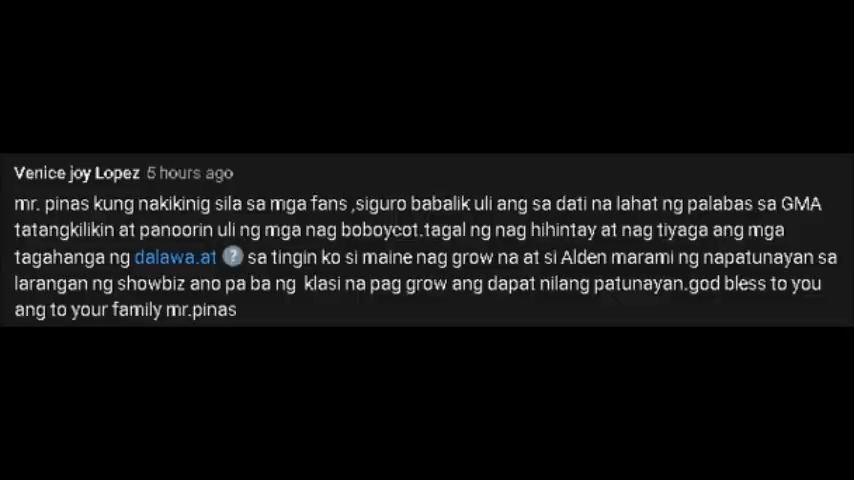 Venice joy Lopez 5 hours ago
mr. pinas kung nakikinig sila sa mga fans ,siguro babalik uli ang sa dati na lahat ng palabas sa GMA
tatangkilikin at panoorin uli ng mga nag boboycot.tagal ng nag hihintay at nag tiyaga ang mga
tagahanga ng dalawa.at ? sa tingin ko si maine nag grow na at si Alden marami ng napatunayan sa
larangan ng showbiz ano pa ba ng klasi na pag grow ang dapat nilang patunayan.god bless to you
ang to your family mr.pinas